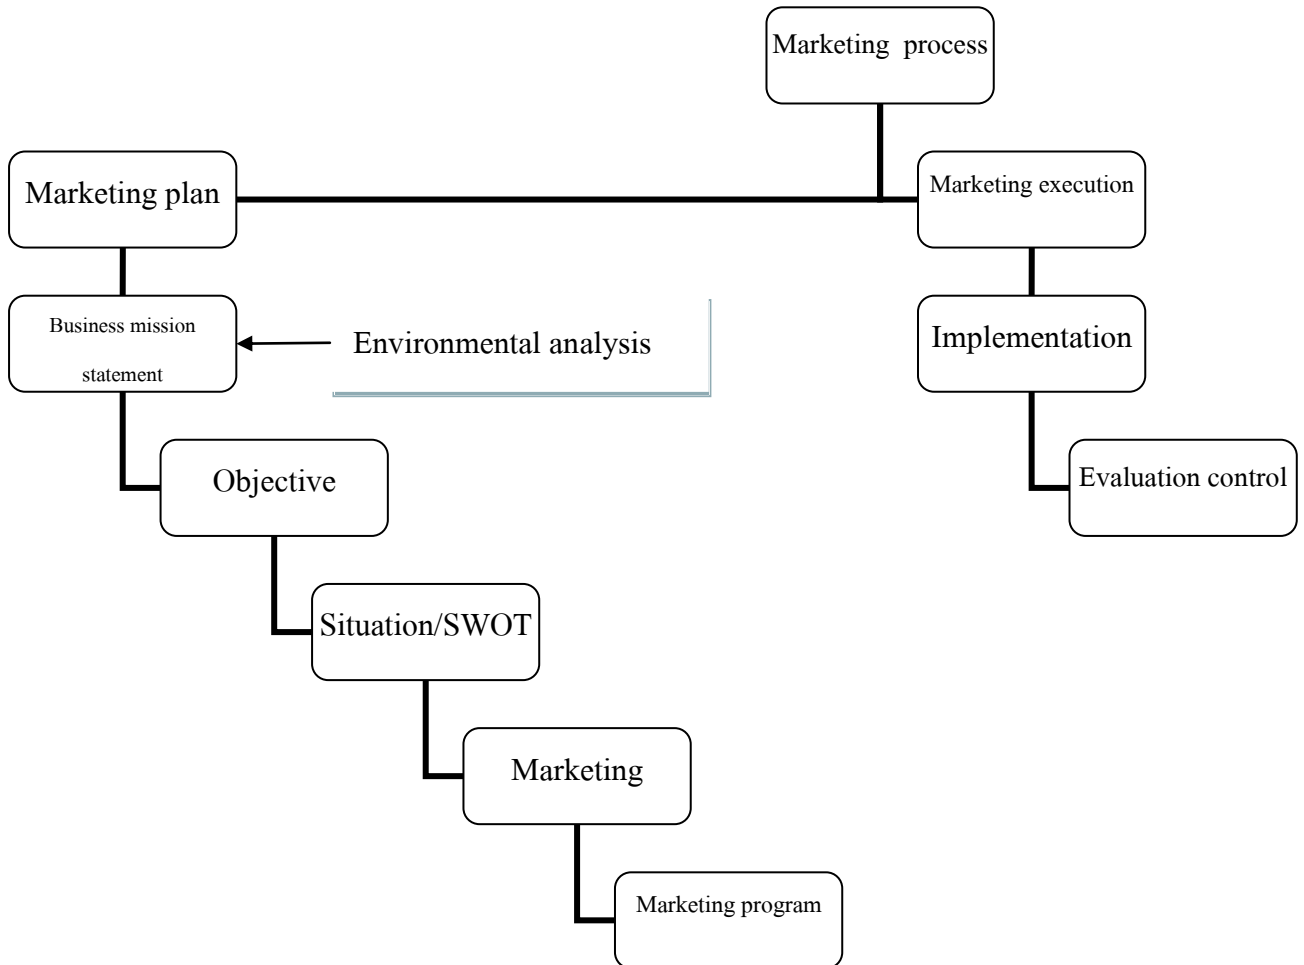 Marketing process
Marketing plan
Marketing execution
Business mission
statement
Environmental analysis
Implementation
Objective
Evaluation control
Situation/SWOT
Marketing
Marketing program